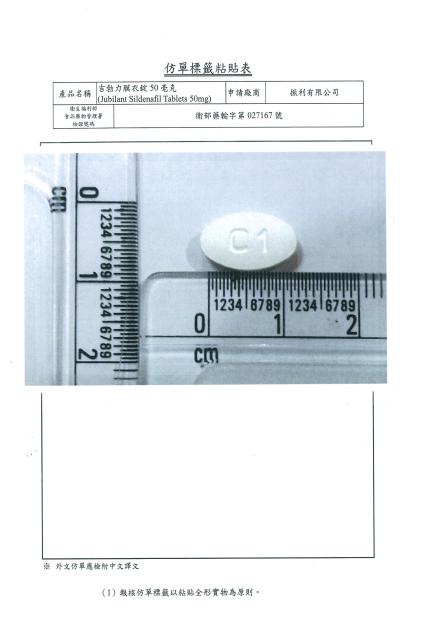 仿單標籤粘貼表
產品名稱
吉勃力膜衣錠 50 毫克
(Jubilant Sildenafil Tablets 50mg)
申請廠商
振利有限公司
衛生福利部
食品藥物管理署
檢證號碼
衛部藥輸字第 027167 號
cm
0
1234 6789
1
1234 6789
2
C1
1234 6789 1234 6789
0 1 2
cm
※ 外文仿單應檢附中文譯文
(1) 報核仿單標籤以粘貼全形實物為原則。